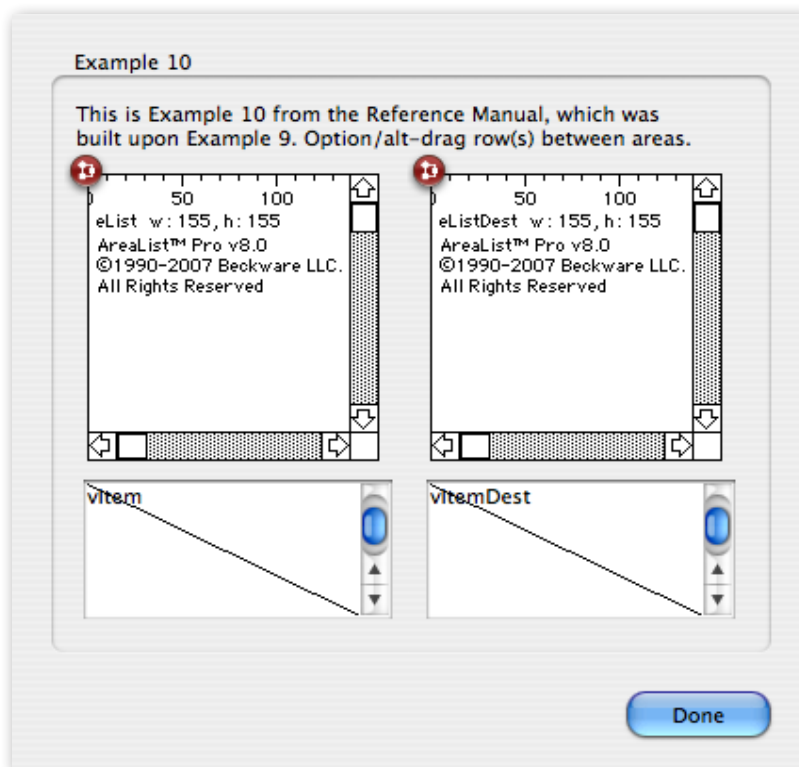 Example 10
This is Example 10 from the Reference Manual, which was
built upon Example 9. Option/alt-drag row(s) between areas.
0 50 100
eList w: 155, h: 155
AreaList™ Pro v8.0
©1990-2007 Beckware LLC.
All Rights Reserved
0 50 100
eListDest w: 155, h: 155
AreaList™ Pro v8.0
©1990-2007 Beckware LLC.
All Rights Reserved
vItem
vItemDest
Done